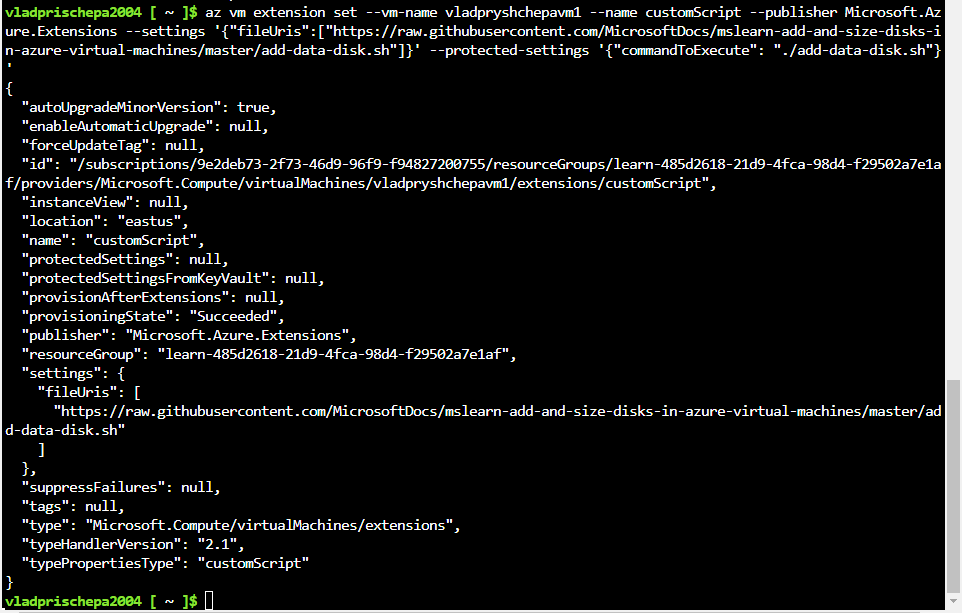 vladprischepa2004 [ ~ ]$ az vm extension set --vm-name vladpryshchepavm1 --name customScript --publisher Microsoft.Az
ure.Extensions --settings '{"fileUris":["https://raw.githubusercontent.com/MicrosoftDocs/mslearn-add-and-size-disks-i
n-azure-virtual-machines/master/add-data-disk.sh"]}' --protected-settings '{"commandToExecute": "./add-data-disk.sh"}
'
{
  "autoUpgradeMinorVersion": true,
  "enableAutomaticUpgrade": null,
  "forceUpdateTag": null,
  "id": "/subscriptions/9e2deb73-2f73-46d9-96f9-f94827200755/resourceGroups/learn-485d2618-21d9-4fca-98d4-f29502a7e1a
f/providers/Microsoft.Compute/virtualMachines/vladpryshchepavm1/extensions/customScript",
  "instanceView": null,
  "location": "eastus",
  "name": "customScript",
  "protectedSettings": null,
  "protectedSettingsFromKeyVault": null,
  "provisionAfterExtensions": null,
  "provisioningState": "Succeeded",
  "publisher": "Microsoft.Azure.Extensions",
  "resourceGroup": "learn-485d2618-21d9-4fca-98d4-f29502a7e1af",
  "settings": {
    "fileUris": [
      "https://raw.githubusercontent.com/MicrosoftDocs/mslearn-add-and-size-disks-in-azure-virtual-machines/master/ad
d-data-disk.sh"
    ]
  },
  "suppressFailures": null,
  "tags": null,
  "type": "Microsoft.Compute/virtualMachines/extensions",
  "typeHandlerVersion": "2.1",
  "typePropertiesType": "customScript"
}
vladprischepa2004 [ ~ ]$